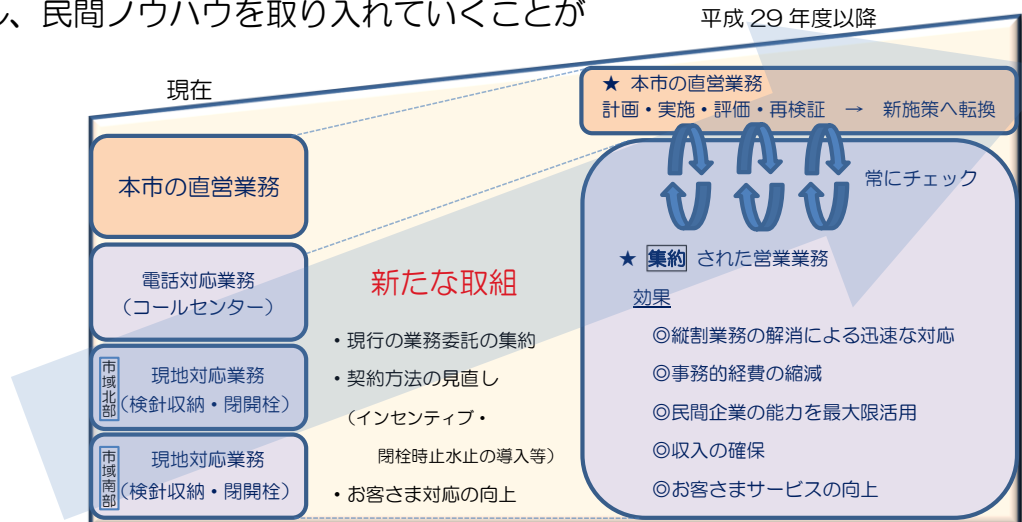 し、民間ノウハウを取り入れていくことが
平成 29 年度以降
現在
★ 本市の直営業務
計画・実施・評価・再検証 → 新施策へ転換
常にチェック
本市の直営業務
電話対応業務
（コールセンター）
市域北部
現地対応業務
（検針収納・閉開栓）
市域南部
現地対応業務
（検針収納・閉開栓）
新たな取組
・現行の業務委託の集約
・契約方法の見直し
（インセンティブ・
閉栓時止水止の導入等）
・お客さま対応の向上
★ 集約 された営業業務
効果
◎縦割業務の解消による迅速な対応
◎事務的経費の縮減
◎民間企業の能力を最大限活用
◎収入の確保
◎お客さまサービスの向上